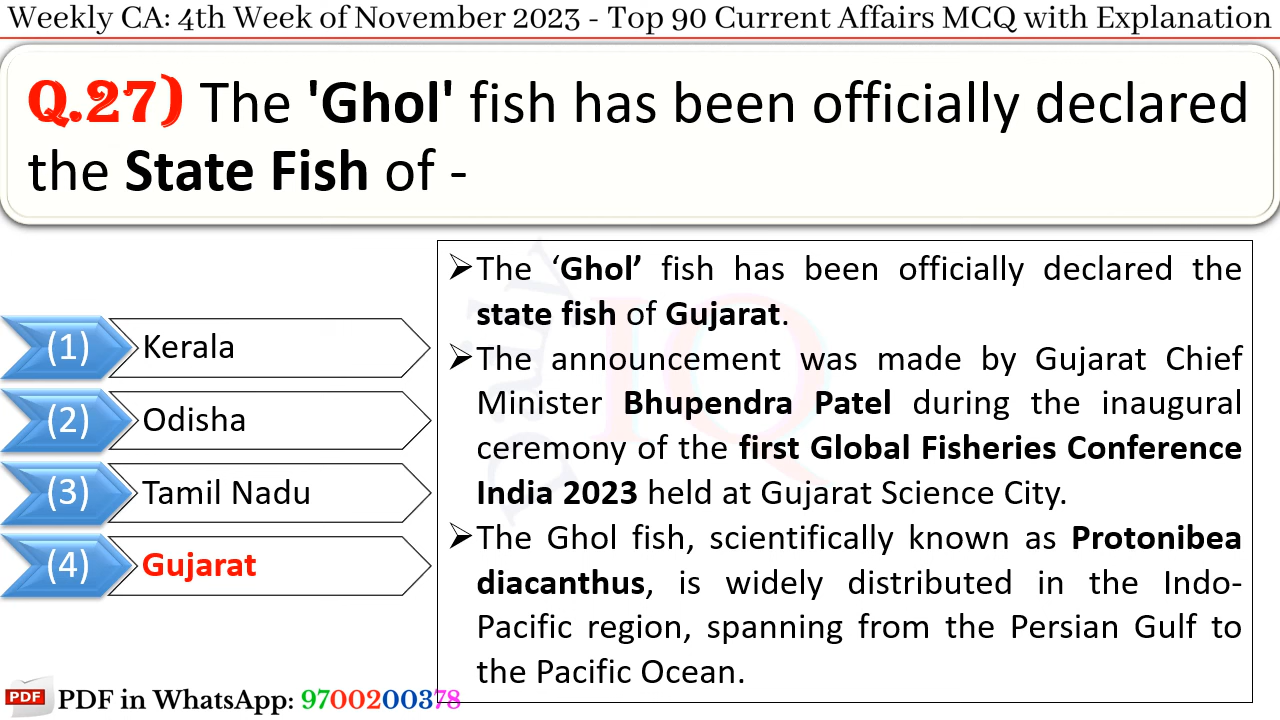 Weekly CA: 4th Week of November 2023 - Top 90 Current Affairs MCQ with Explanation
Q.27) The 'Ghol' fish has been officially declared
the State Fish of -
(1) Kerala
(2) Odisha
(3) Tamil Nadu
(4) Gujarat
➢The ‘Ghol’ fish has been officially declared the
state fish of Gujarat.
➢The announcement was made by Gujarat Chief
Minister Bhupendra Patel during the inaugural
ceremony of the first Global Fisheries Conference
India 2023 held at Gujarat Science City.
➢The Ghol fish, scientifically known as Protonibea
diacanthus, is widely distributed in the Indo-
Pacific region, spanning from the Persian Gulf to
the Pacific Ocean.
Daily
IQ
PDF
PDF in WhatsApp: 9700200378